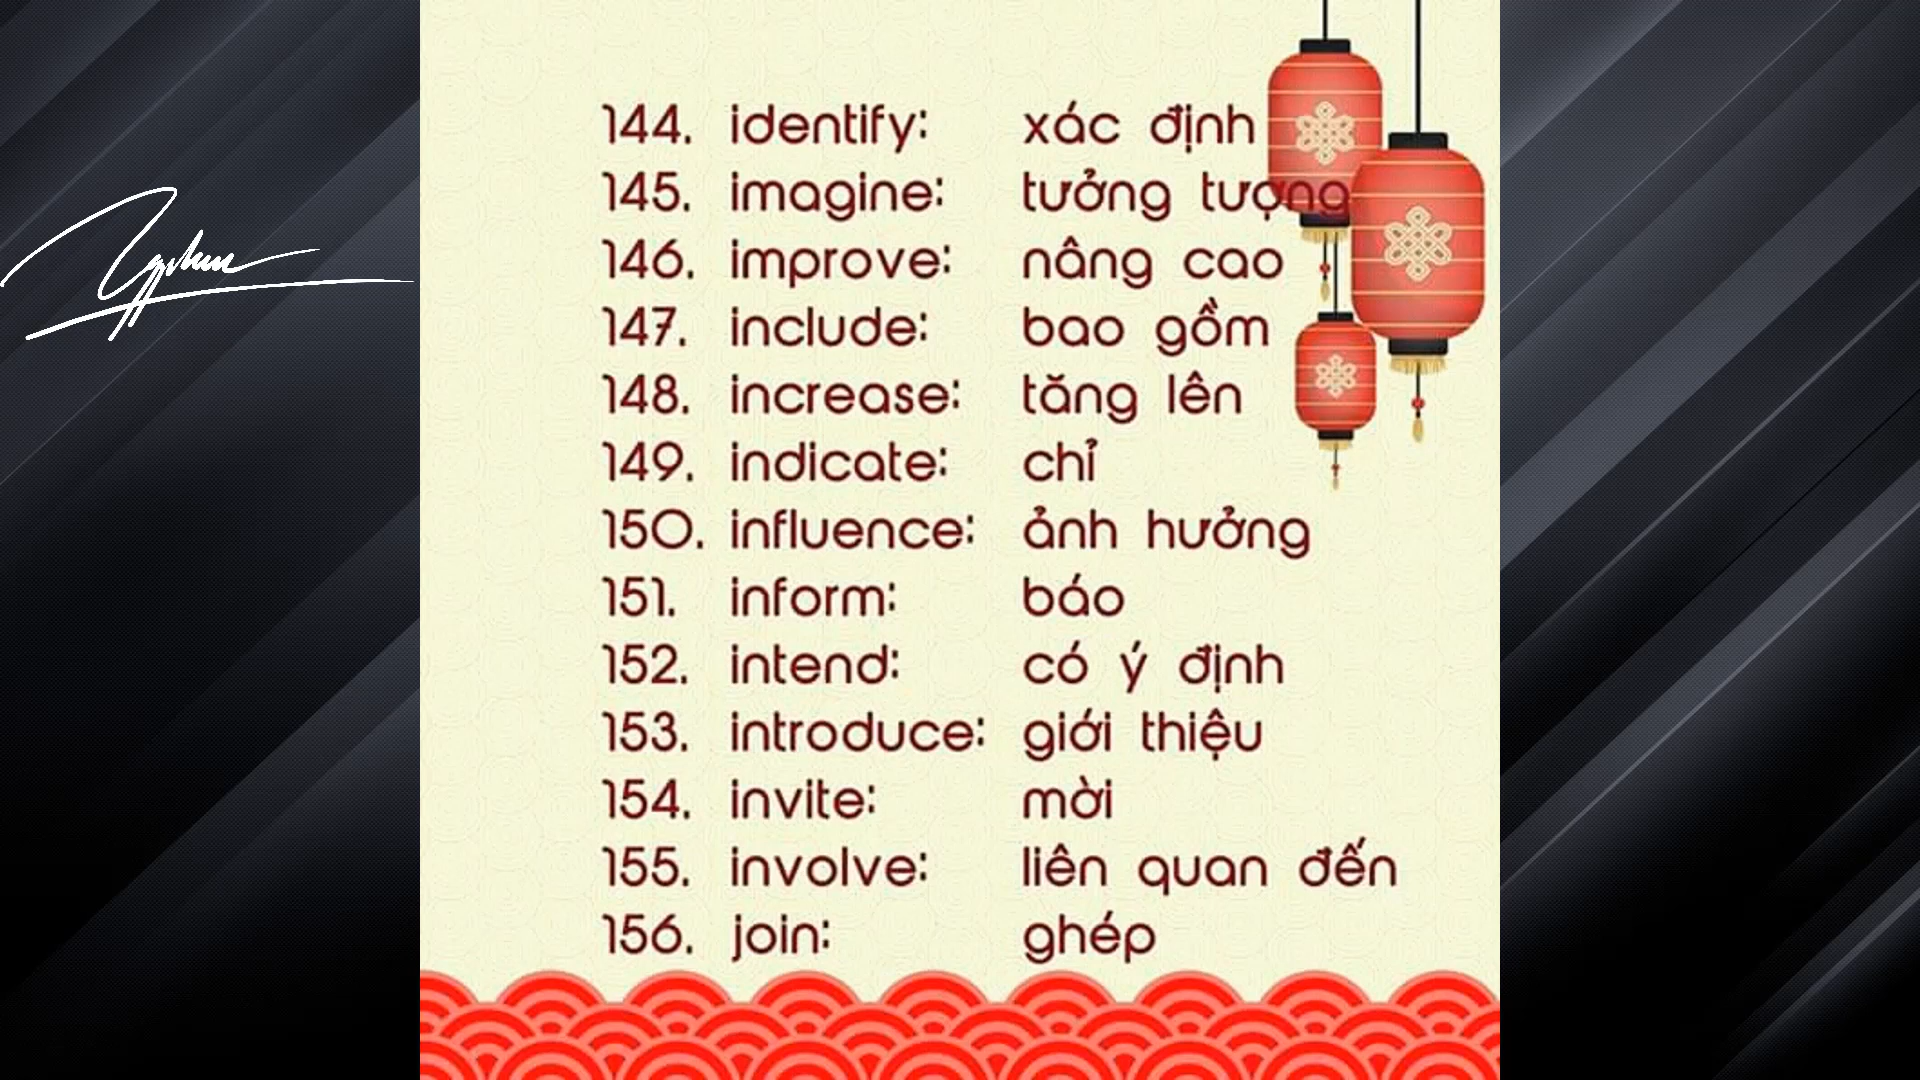 144. identify: xác định
145. imagine: tưởng tượng
146. improve: nâng cao
147. include: bao gồm
148. increase: tăng lên
149. indicate: chỉ
150. influence: ảnh hưởng
151. inform: báo
152. intend: có ý định
153. introduce: giới thiệu
154. invite: mời
155. involve: liên quan đến
156. join: ghép